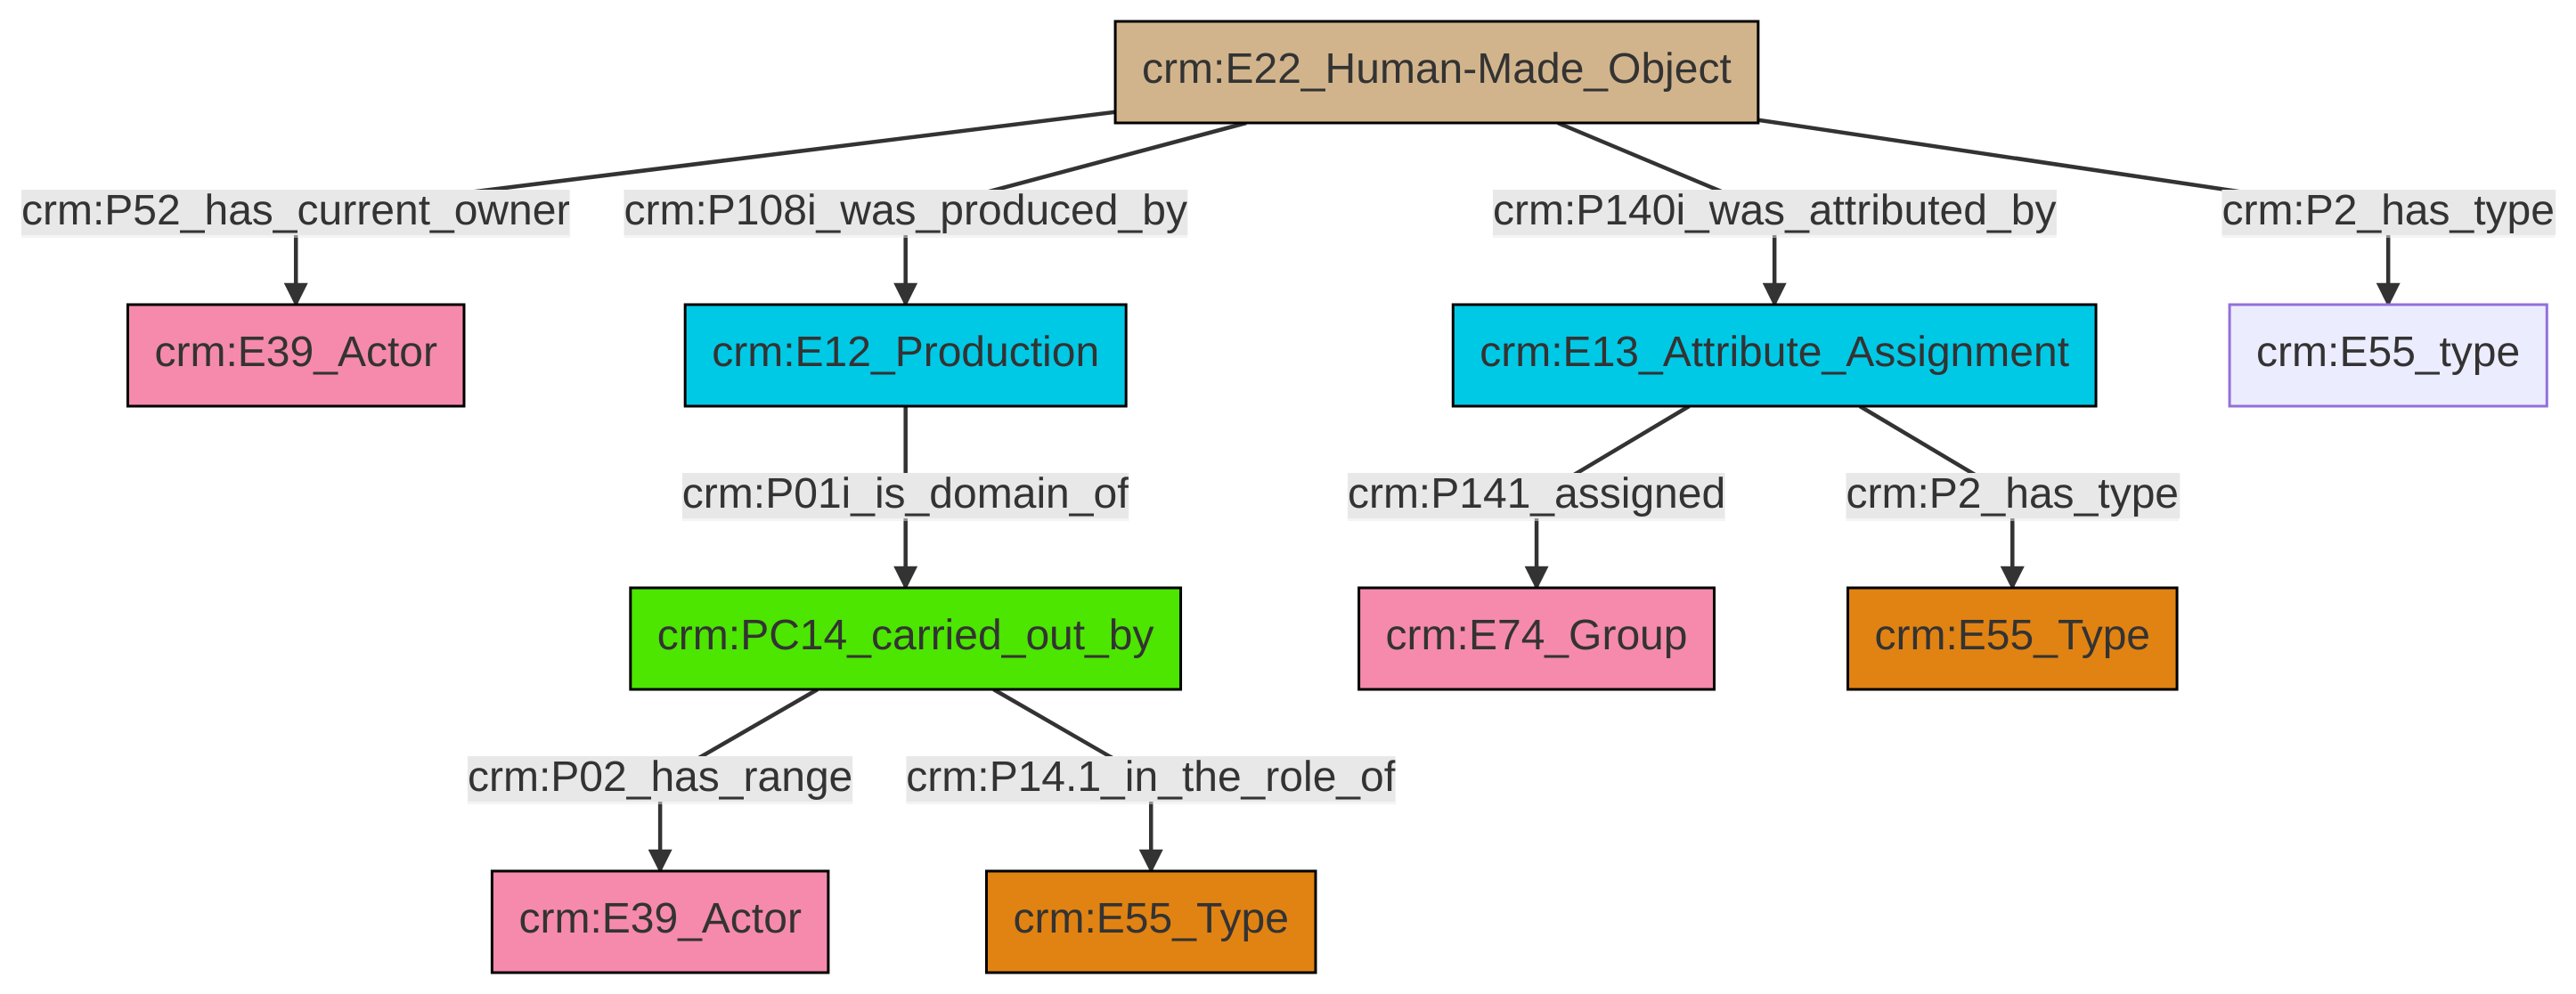 crm:E22_Human-Made_Object
crm:P52_has_current_owner
crm:P108i_was_produced_by
crm:P140i_was_attributed_by
crm:P2_has_type
crm:E39_Actor
crm:E12_Production
crm:E13_Attribute_Assignment
crm:E55_type
crm:P01i_is_domain_of
crm:P141_assigned
crm:P2_has_type
crm:PC14_carried_out_by
crm:E74_Group
crm:E55_Type
crm:P02_has_range
crm:P14.1_in_the_role_of
crm:E39_Actor
crm:E55_Type